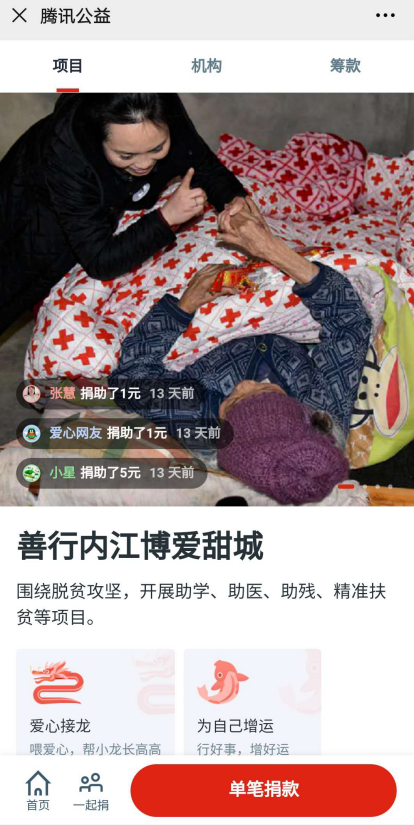 腾讯公益
项目 机构 筹款
张慧 捐助了1元 13 天前
爱心网友 捐助了1元 13 天前
小星 捐助了5元 13 天前
善行内江博爱甜城
围绕脱贫攻坚，开展助学、助医、助残、精准扶
贫等项目。
爱心接龙 为自己增运
喂爱心，帮小龙长高高 行好事，增好运
首页 一起捐 单笔捐款